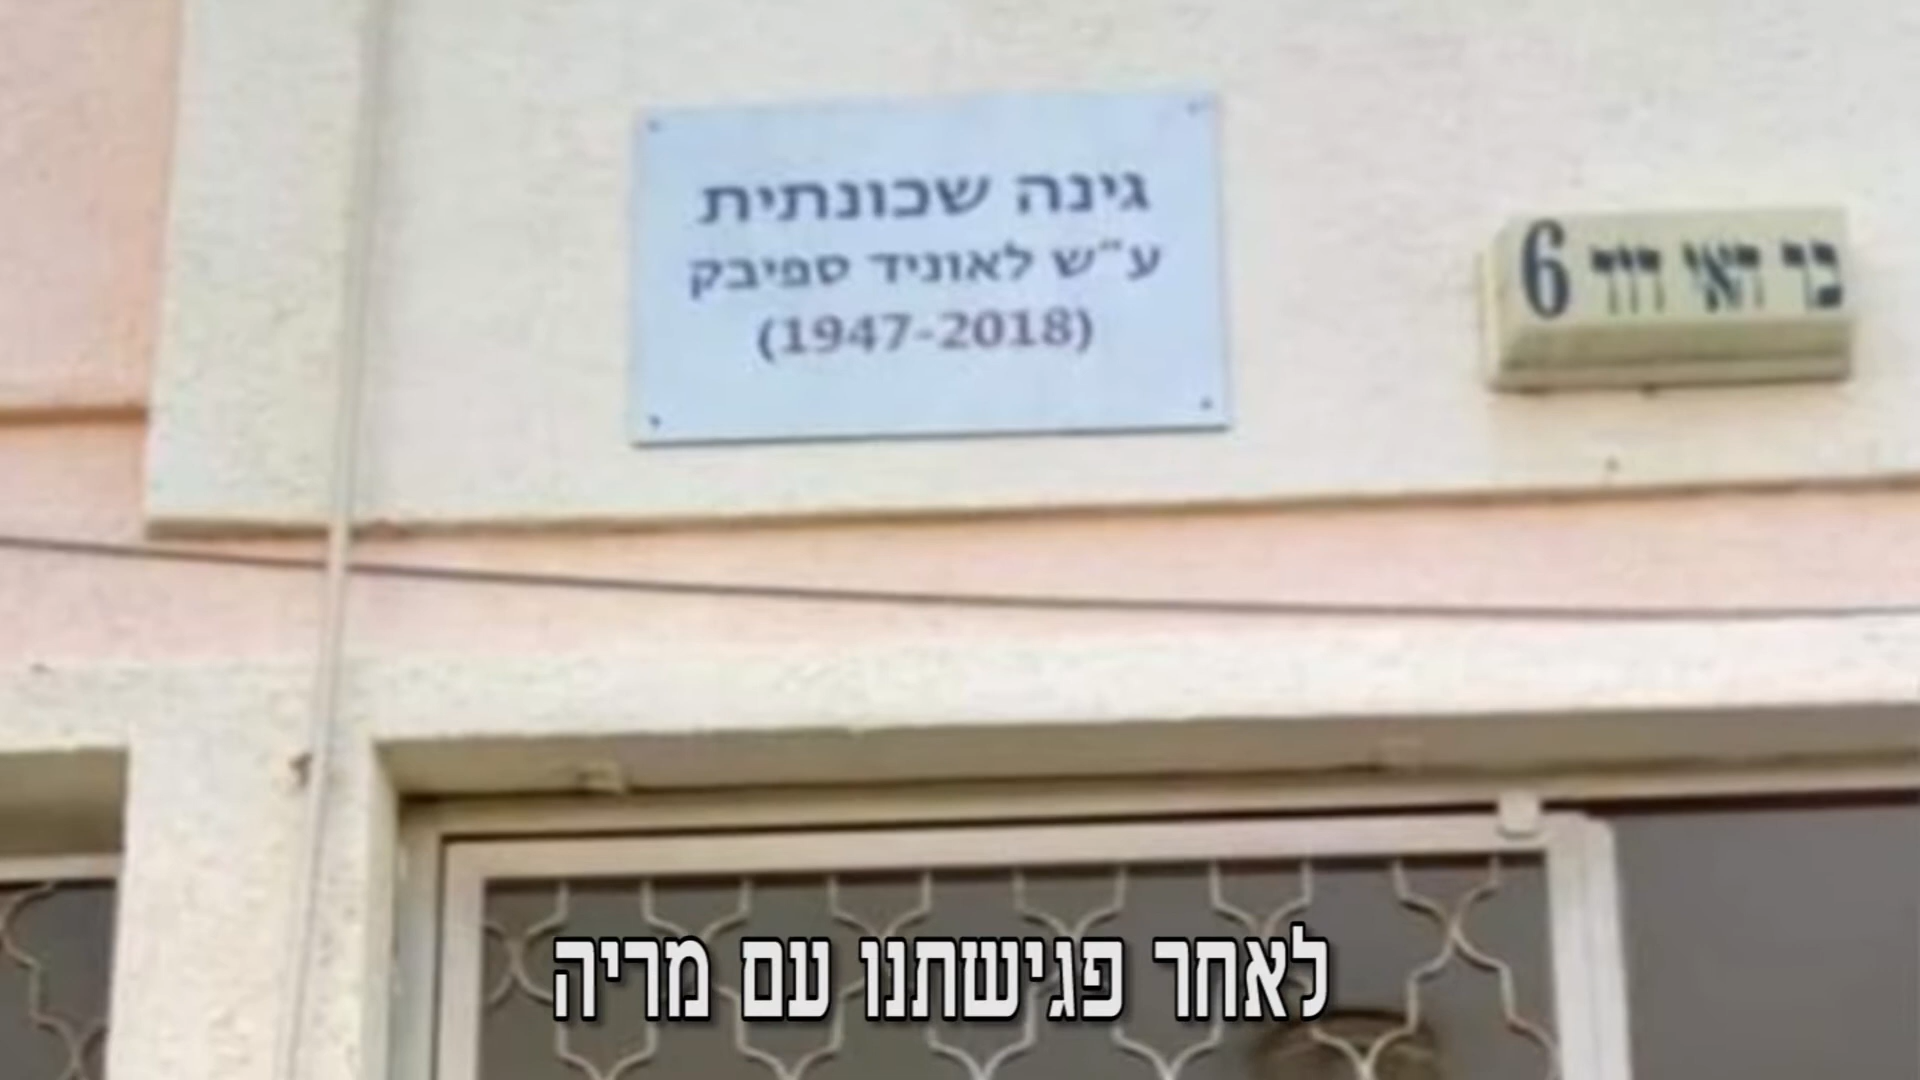 גינה שכונתית
ע"ש לאוניד ספיבק
(1947-2018)
6
לאחר פגישתנו עם מריה